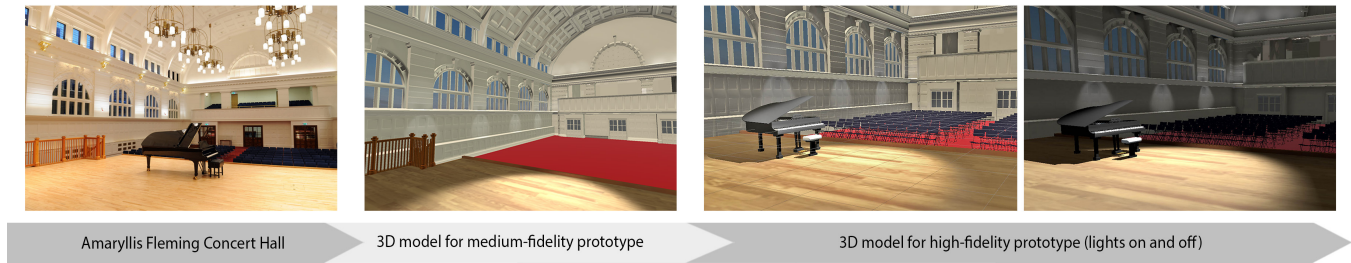 Amaryllis Fleming Concert Hall
3D model for medium-fidelity prototype
3D model for high-fidelity prototype (lights on and off)